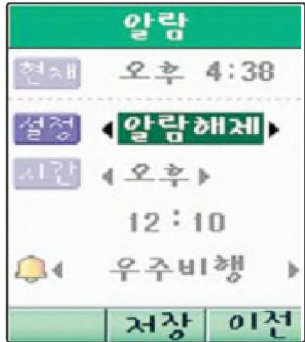 알람
현재 오후 4:38
설정 알람해제
시간 오후
12:10
우주비행
저장 이전